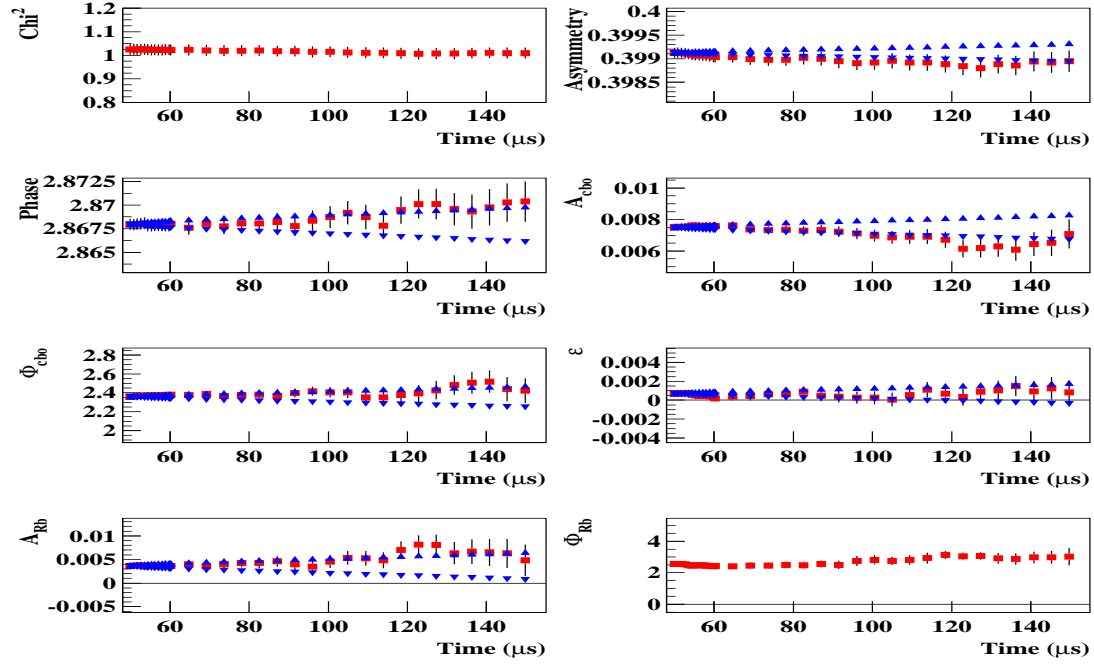 Chi²
1.2
1.1
1
0.9
0.8
60 80 100 120 140
Time (μs)
Asymmetry
0.4
0.3995
0.399
0.3985
60 80 100 120 140
Time (μs)
Phase
2.8725
2.87
2.8675
2.865
60 80 100 120 140
Time (μs)
A_cbo
0.01
0.008
0.006
60 80 100 120 140
Time (μs)
Φ_cbo
2.8
2.6
2.4
2.2
2
60 80 100 120 140
Time (μs)
ε
0.004
0.002
0
-0.002
-0.004
60 80 100 120 140
Time (μs)
A_Rb
0.01
0.005
0
-0.005
60 80 100 120 140
Time (μs)
Φ_Rb
4
2
0
60 80 100 120 140
Time (μs)